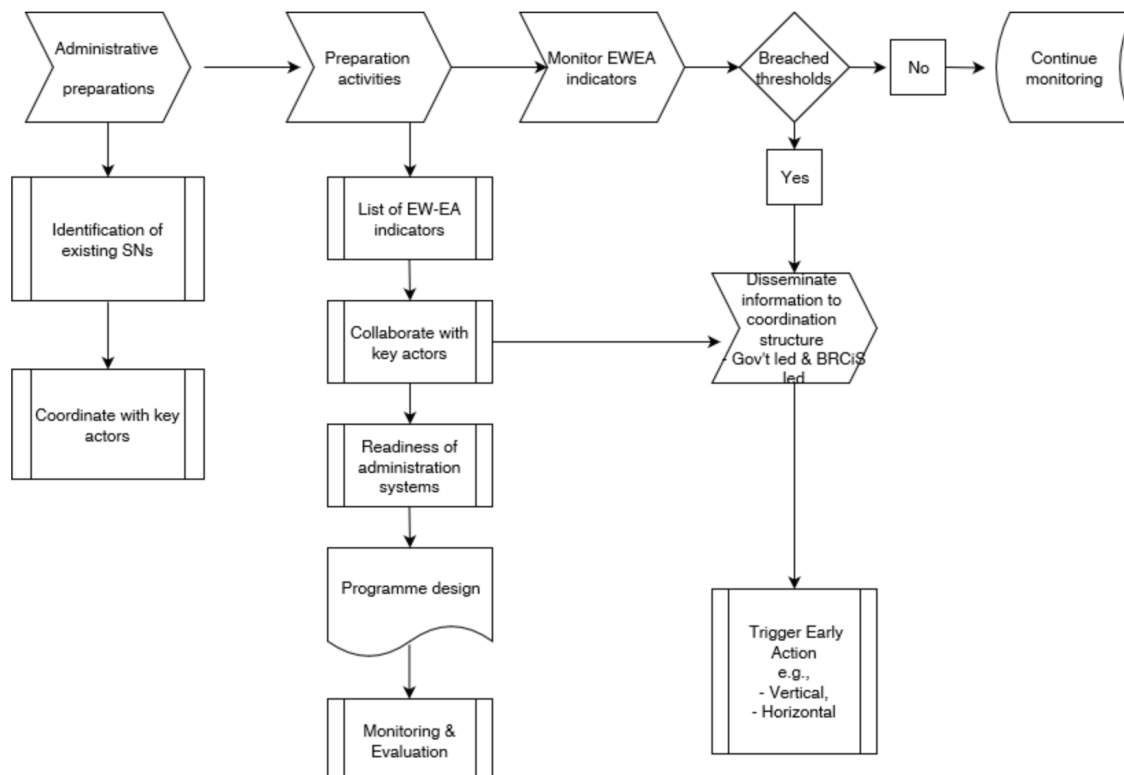 Administrative
preparations
Preparation
activities
Monitor EWEA
indicators
Breached
thresholds
No
Continue
monitoring
Yes
Identification of
existing SNs
List of EW-EA
indicators
Disseminate
information to
coordination
structure
- Gov't led & BRCiS
led
Collaborate with
key actors
Coordinate with key
actors
Readiness of
administration
systems
Programme design
Trigger Early
Action
e.g.,
- Vertical,
- Horizontal
Monitoring &
Evaluation